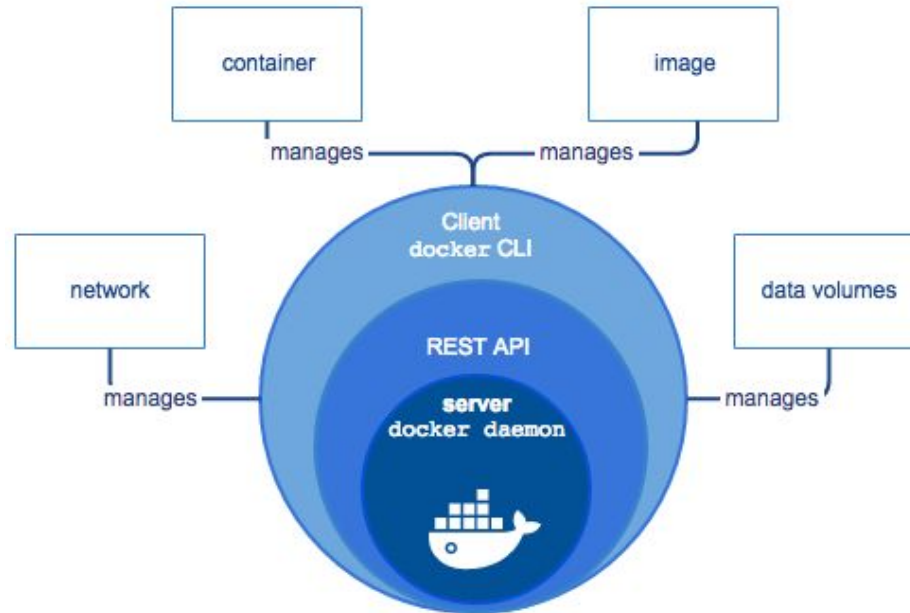 container
image
manages
manages
Client
docker CLI
network
data volumes
REST API
manages
manages
server
docker daemon